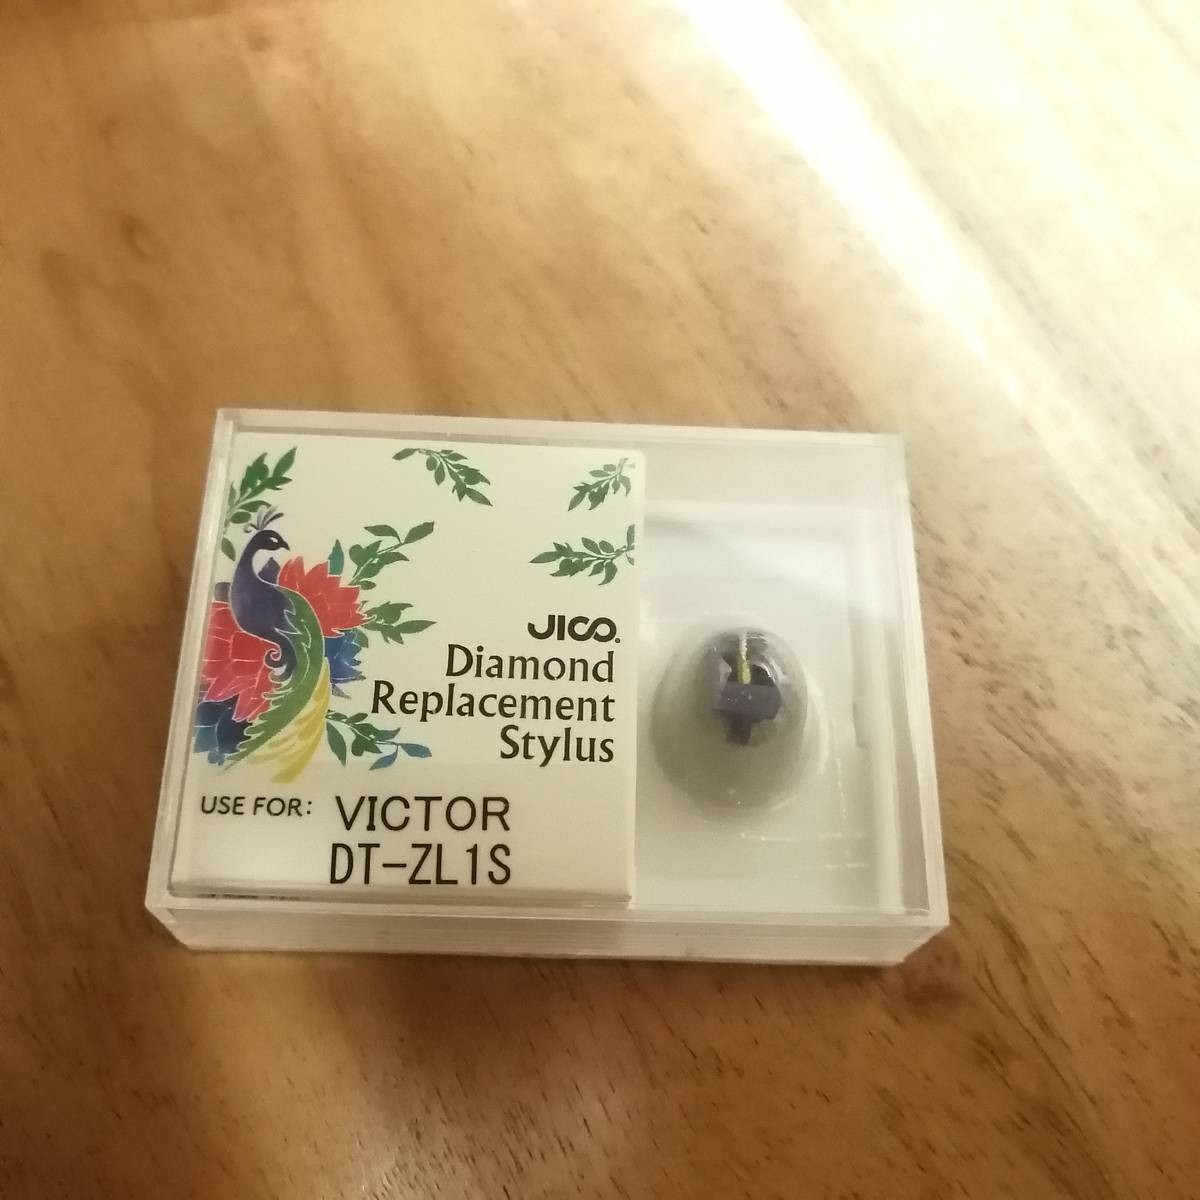 JICO.
Diamond
Replacement
Stylus
USE FOR: VICTOR
DT-ZL1S